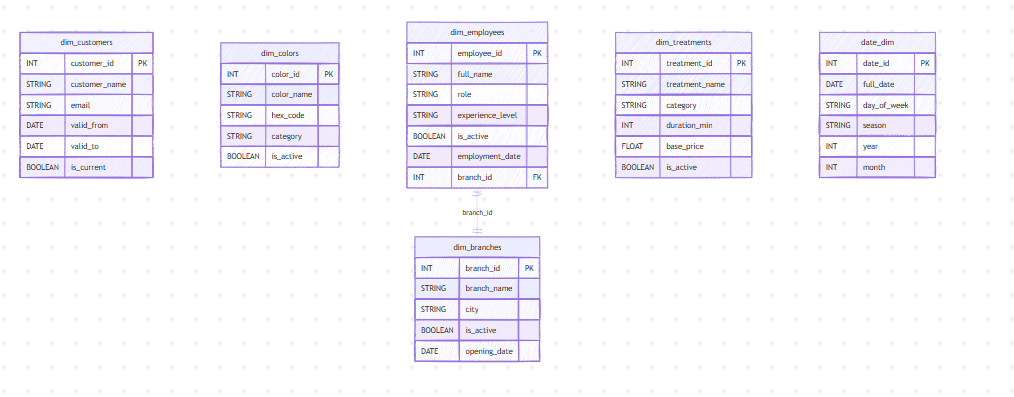 dim_customers
INT customer_id PK
STRING customer_name
STRING email
DATE valid_from
DATE valid_to
BOOLEAN is_current
dim_colors
INT color_id PK
STRING color_name
STRING hex_code
STRING category
BOOLEAN is_active
dim_employees
INT employee_id PK
STRING full_name
STRING role
STRING experience_level
BOOLEAN is_active
DATE employment_date
INT branch_id FK
dim_treatments
INT treatment_id PK
STRING treatment_name
STRING category
INT duration_min
FLOAT base_price
BOOLEAN is_active
date_dim
INT date_id PK
DATE full_date
STRING day_of_week
STRING season
INT year
INT month
branch_id
dim_branches
INT branch_id PK
STRING branch_name
STRING city
BOOLEAN is_active
DATE opening_date